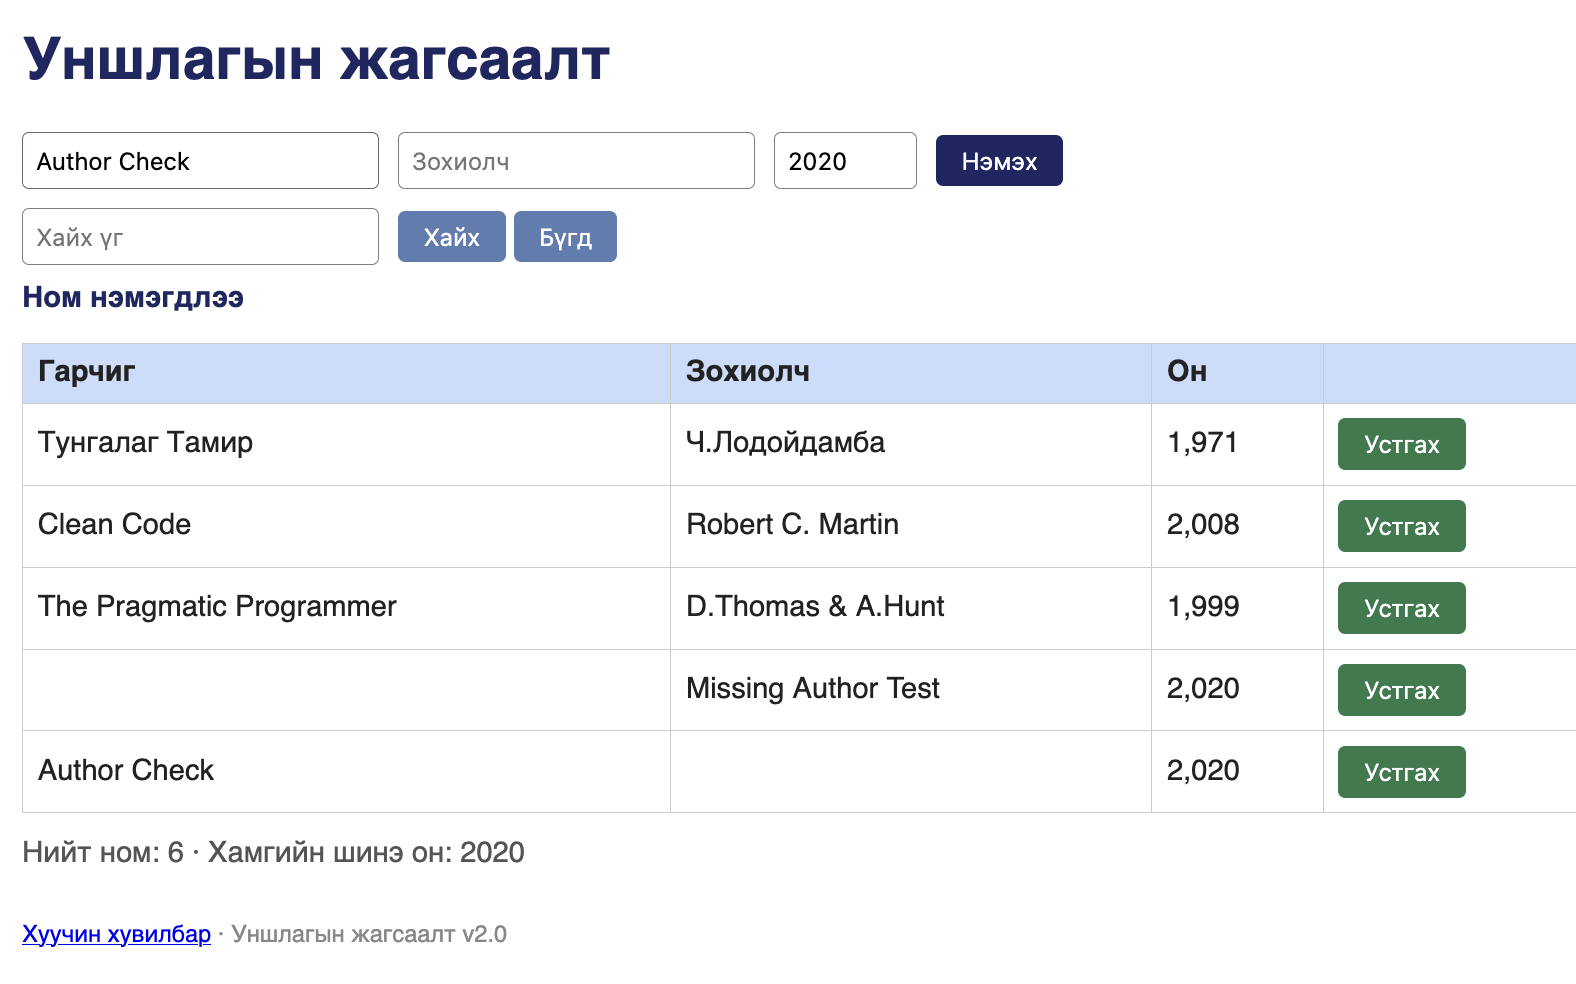 Уншлагын жагсаалт
Author Check Зохиолч 2020 Нэмэх
Хайх үг Хайх Бүгд
Ном нэмэгдлээ
Гарчиг Зохиолч Он
Тунгалаг Тамир Ч.Лодойдамба 1,971 Устгах
Clean Code Robert C. Martin 2,008 Устгах
The Pragmatic Programmer D.Thomas & A.Hunt 1,999 Устгах
Missing Author Test 2,020 Устгах
Author Check 2,020 Устгах
Нийт ном: 6 · Хамгийн шинэ он: 2020
Хуучин хувилбар · Уншлагын жагсаалт v2.0